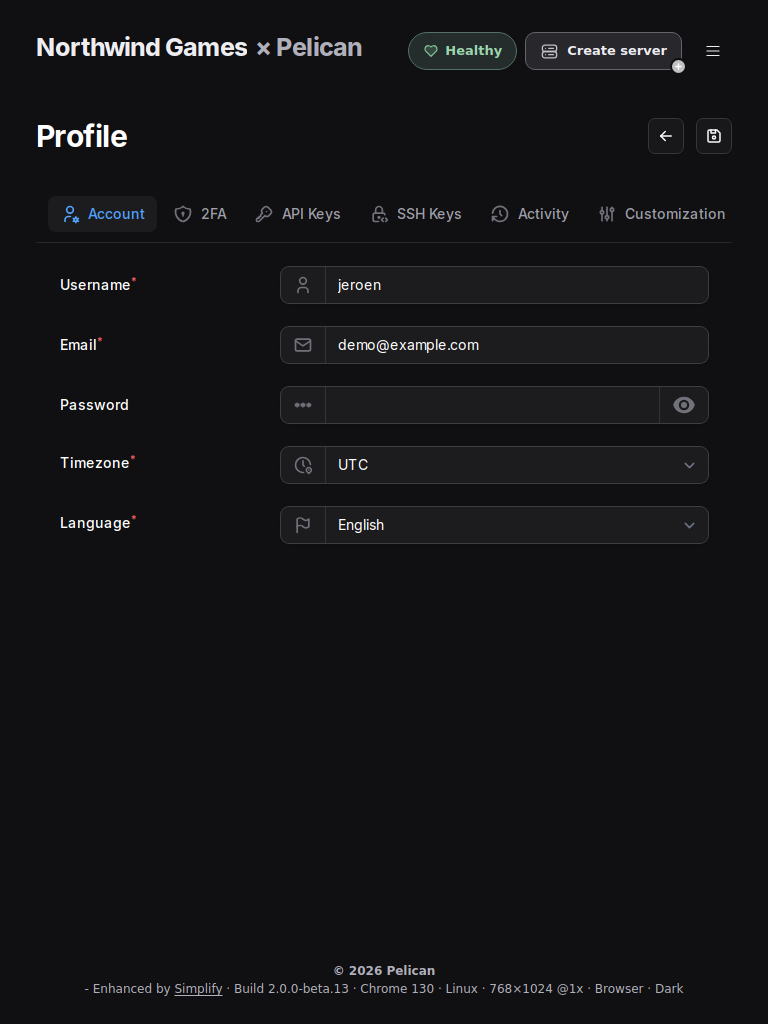 Northwind Games × Pelican
Healthy
Create server
Profile
Account
2FA
API Keys
SSH Keys
Activity
Customization
Username*
jeroen
Email*
demo@example.com
Password
Timezone*
UTC
Language*
English
© 2026 Pelican
- Enhanced by Simplify · Build 2.0.0-beta.13 · Chrome 130 · Linux · 768×1024 @1x · Browser · Dark